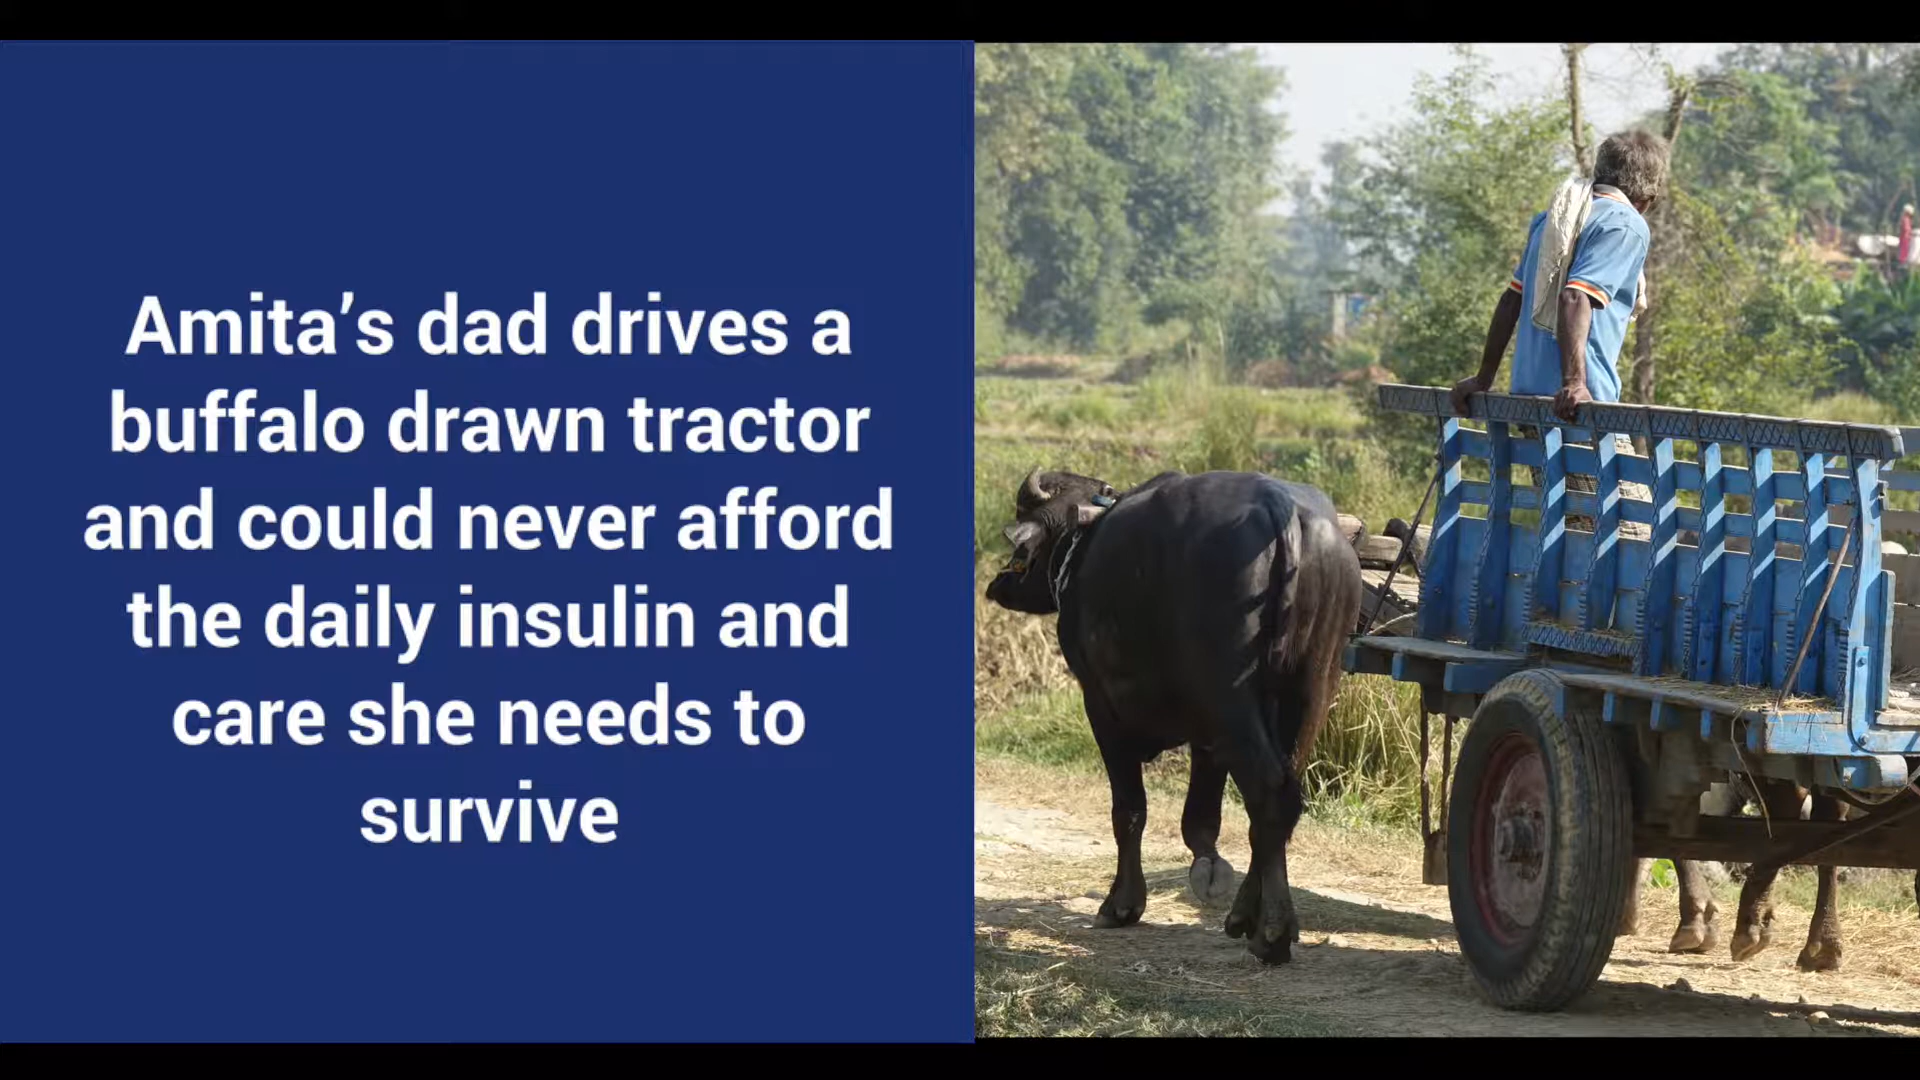 Amita’s dad drives a
buffalo drawn tractor
and could never afford
the daily insulin and
care she needs to
survive